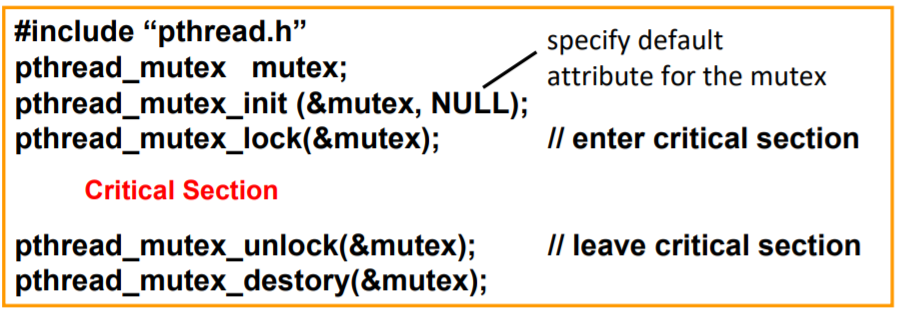 #include “pthread.h”
specify default
pthread_mutex mutex;
attribute for the mutex
pthread_mutex_init (&mutex, NULL);
pthread_mutex_lock(&mutex); // enter critical section
Critical Section
pthread_mutex_unlock(&mutex); // leave critical section
pthread_mutex_destory(&mutex);